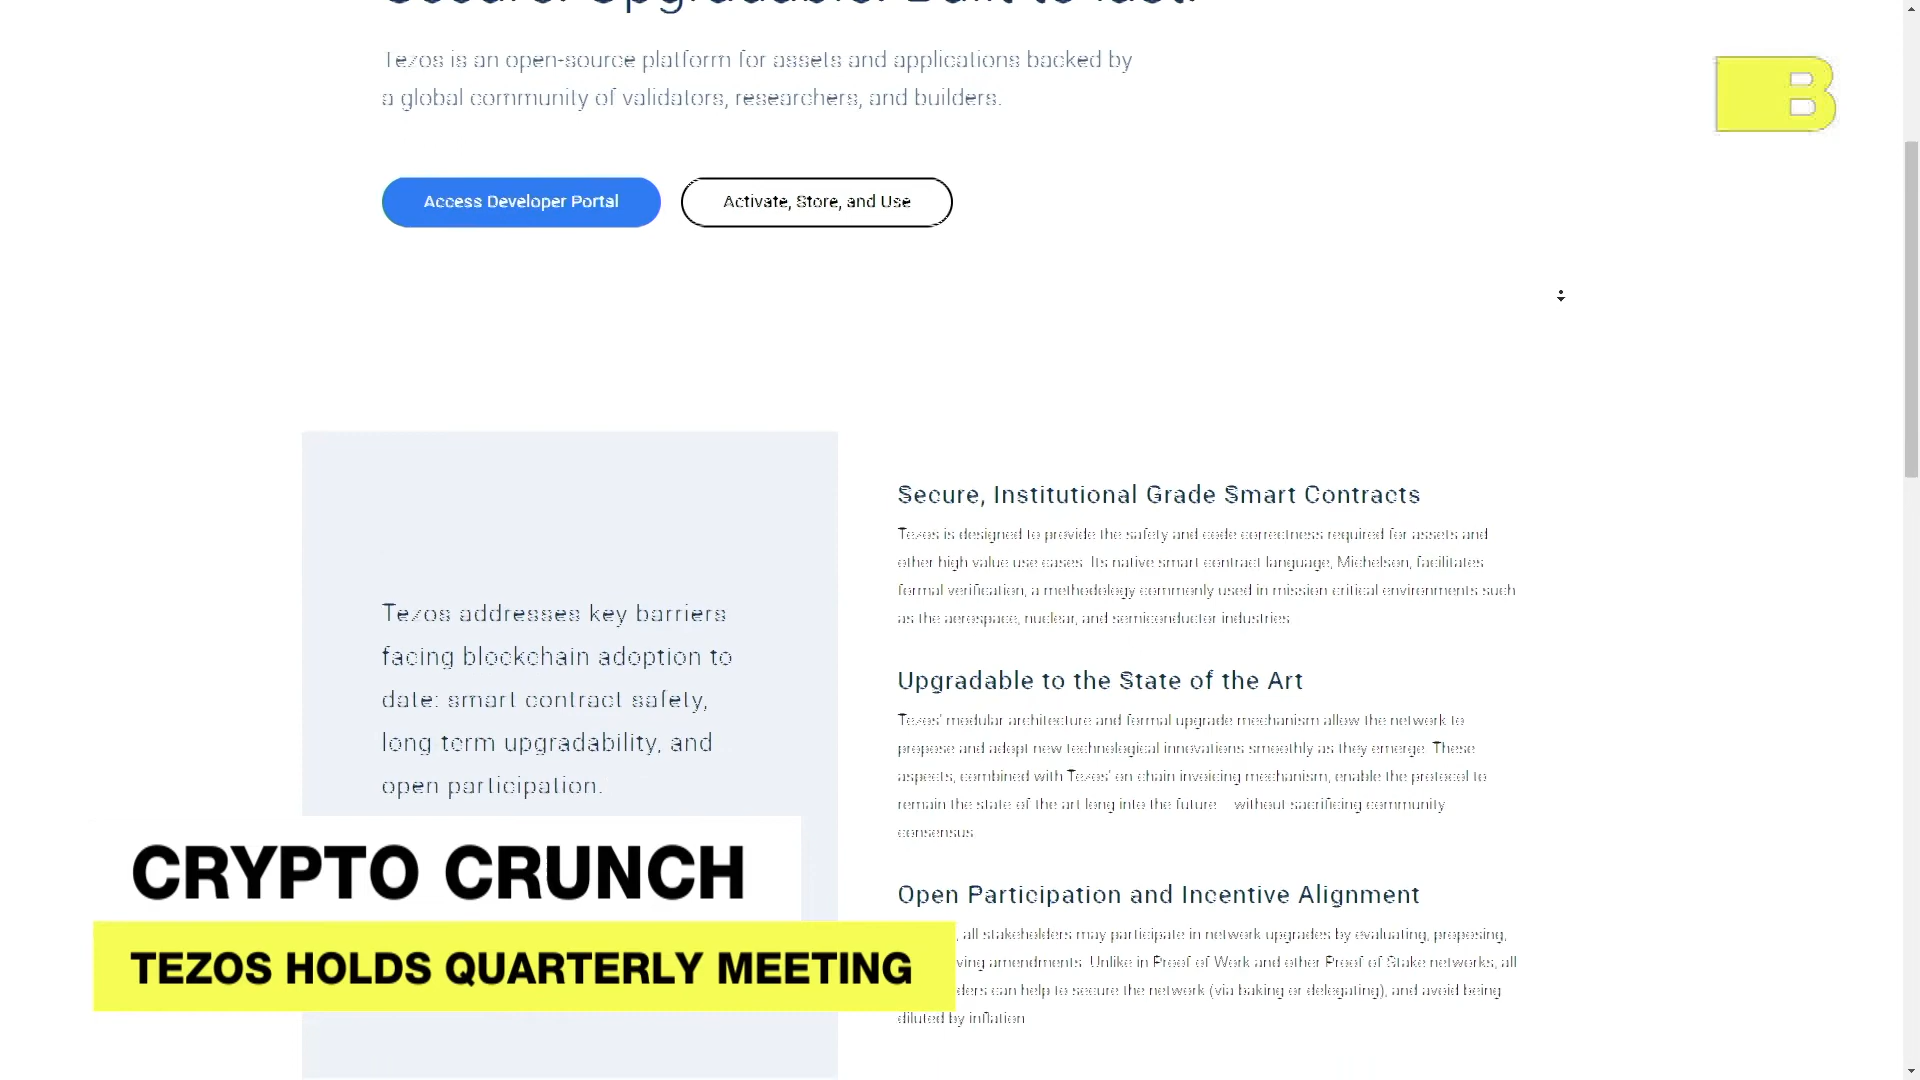 Secure. Upgradable. Built to last.
Tezos is an open-source platform for assets and applications backed by
a global community of validators, researchers, and builders.
B
Access Developer Portal
Activate, Store, and Use
Tezos addresses key barriers
facing blockchain adoption to
date: smart contract safety,
long term upgradability, and
open participation.
Secure, Institutional Grade Smart Contracts
Tezos is designed to provide the safety and code correctness required for assets and
other high value use cases. Its native smart contract language, Michelson, facilitates
formal verification, a methodology commonly used in mission critical environments such
as the aerospace, nuclear, and semiconductor industries.
Upgradable to the State of the Art
Tezos' modular architecture and formal upgrade mechanism allow the network to
propose and adopt new technological innovations smoothly as they emerge. These
aspects, combined with Tezos' on chain invoicing mechanism, enable the protocol to
remain the state of the art long into the future – without sacrificing community
consensus.
Open Participation and Incentive Alignment
, all stakeholders may participate in network upgrades by evaluating, proposing,
ving amendments. Unlike in Proof of Work and other Proof of Stake networks, all
ders can help to secure the network (via baking or delegating), and avoid being
diluted by inflation.
CRYPTO CRUNCH
TEZOS HOLDS QUARTERLY MEETING